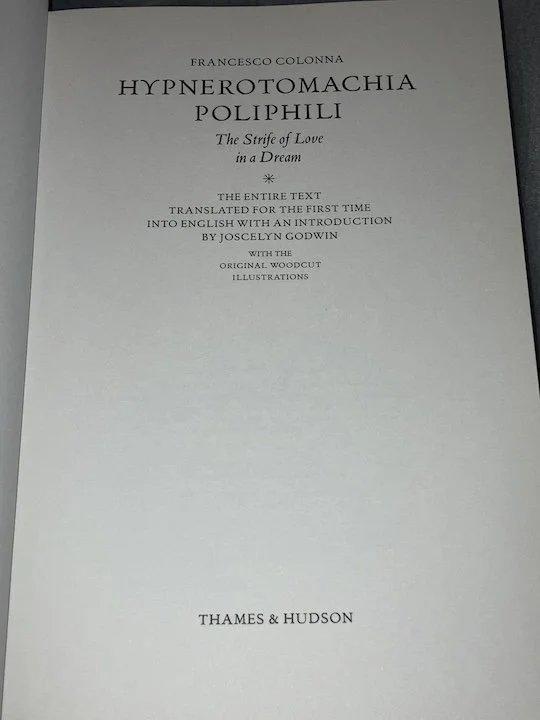 FRANCESCO COLONNA
HYPNEROTOMACHIA
POLIPHILI
The Strife of Love
in a Dream
*
THE ENTIRE TEXT
TRANSLATED FOR THE FIRST TIME
INTO ENGLISH WITH AN INTRODUCTION
BY JOSCELYN GODWIN
WITH THE
ORIGINAL WOODCUT
ILLUSTRATIONS
THAMES & HUDSON